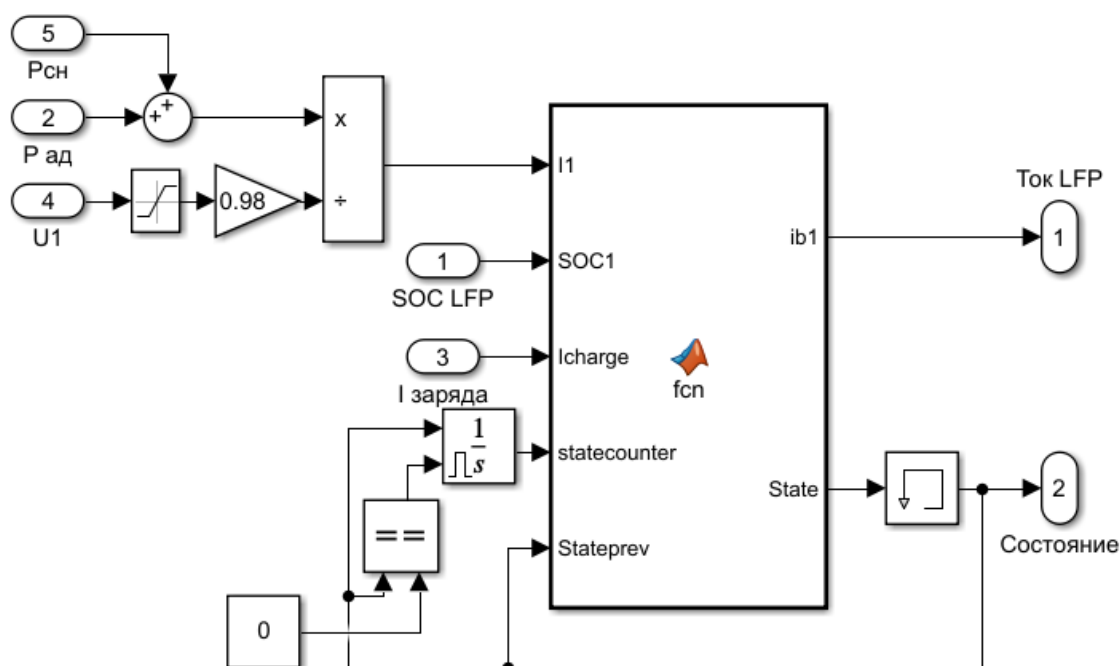 5
Pсн
2
P ад
4
U1
+
+
0.98
x
÷
I1
1
SOC LFP
SOC1
3
I заряда
Icharge
1
s
statecounter
==
0
Stateprev
fcn
ib1
State
Ток LFP
1
2
Состояние